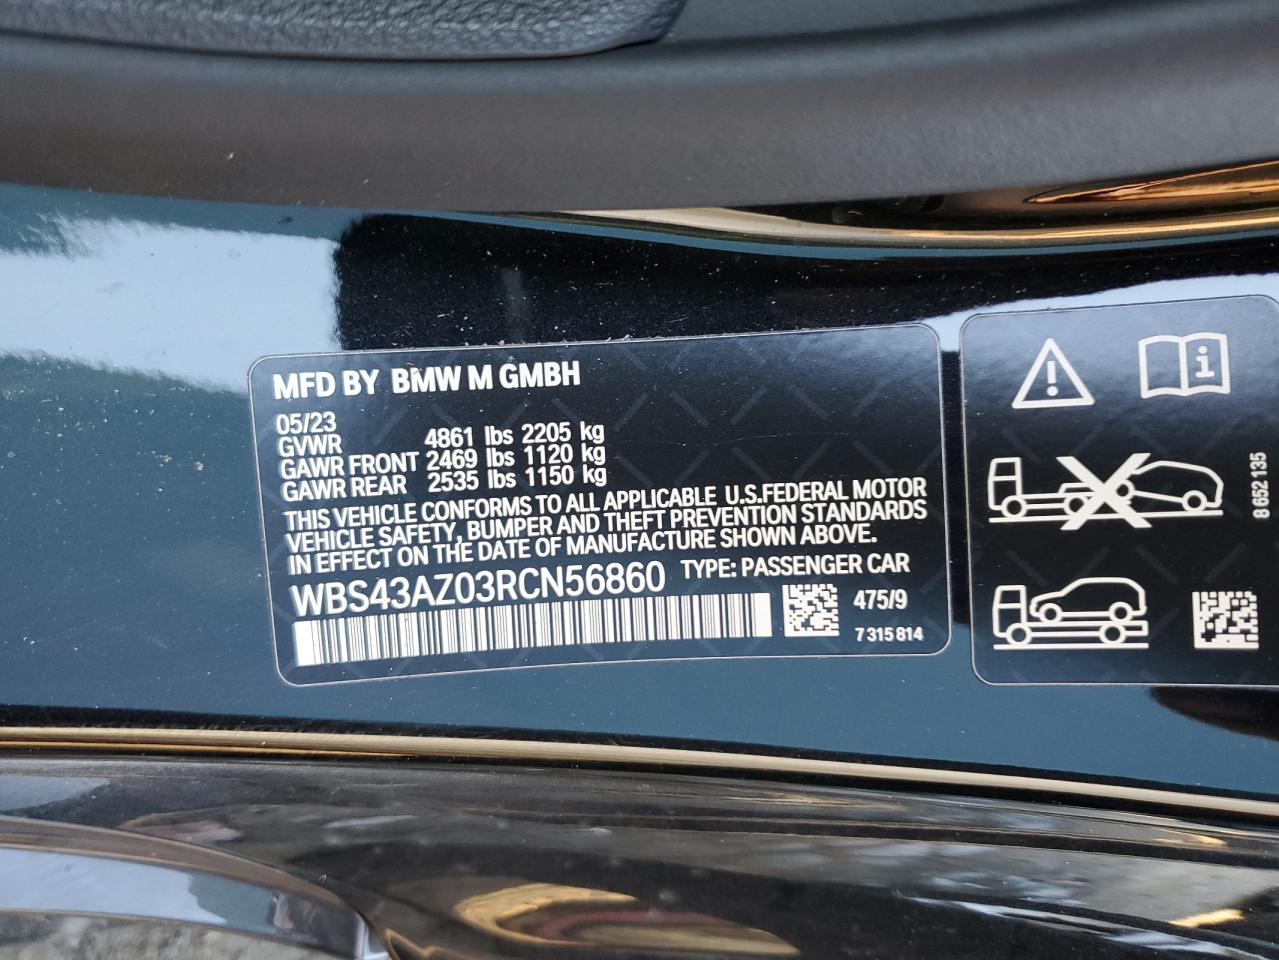 MFD BY BMW M GMBH
05/23
GVWR 4861 lbs 2205 kg
GAWR FRONT 2469 lbs 1120 kg
GAWR REAR 2535 lbs 1150 kg
THIS VEHICLE CONFORMS TO ALL APPLICABLE U.S.FEDERAL MOTOR
VEHICLE SAFETY, BUMPER AND THEFT PREVENTION STANDARDS
IN EFFECT ON THE DATE OF MANUFACTURE SHOWN ABOVE.
WBS43AZ03RCN56860 TYPE: PASSENGER CAR
475/9
7 315 814
8 652 135